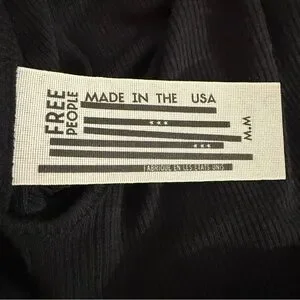 FREE
PEOPLE
MADE IN THE USA
M.M
FABRIQUE EN LES ETATS UNIS